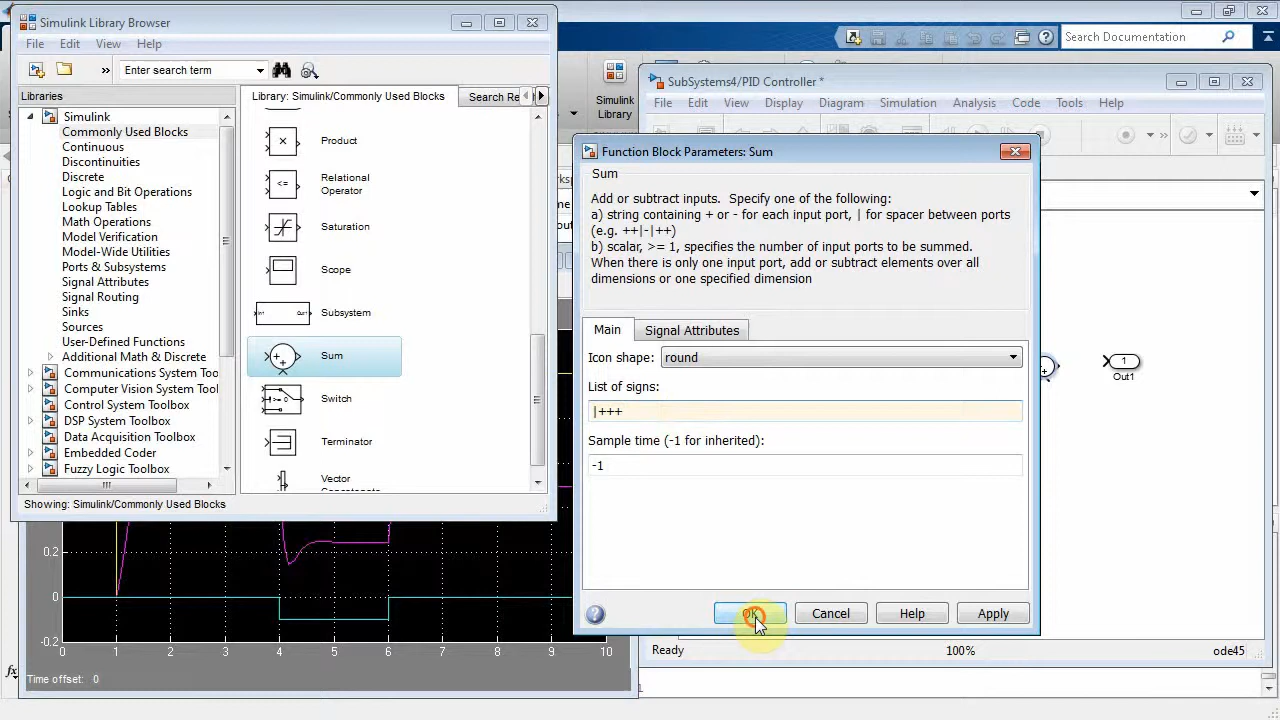 Simulink Library Browser
File Edit View Help
» Enter search term
Libraries
Library: Simulink/Commonly Used Blocks
Search Re
Simulink
Commonly Used Blocks
Continuous
Discontinuities
Discrete
Logic and Bit Operations
Lookup Tables
Math Operations
Model Verification
Model-Wide Utilities
Ports & Subsystems
Signal Attributes
Signal Routing
Sinks
Sources
User-Defined Functions
Additional Math & Discrete
Communications System Too
Computer Vision System Too
Control System Toolbox
DSP System Toolbox
Data Acquisition Toolbox
Embedded Coder
Fuzzy Logic Toolbox
Product
<=
Relational
Operator
Saturation
Scope
Subsystem
Sum
Switch
Terminator
Vector
Showing: Simulink/Commonly Used Blocks
0.2
0
-0.2
0 1 2 3 4 5 6 7 8 9 10
Time offset: 0
Search Documentation
Simulink
Library
SubSystems4/PID Controller *
File Edit View Display Diagram Simulation Analysis Code Tools Help
Function Block Parameters: Sum
Sum
Add or subtract inputs. Specify one of the following:
a) string containing + or - for each input port, | for spacer between ports
(e.g. ++|-|++)
b) scalar, >= 1, specifies the number of input ports to be summed.
When there is only one input port, add or subtract elements over all
dimensions or one specified dimension
Main Signal Attributes
Icon shape: round
List of signs:
|+++
Sample time (-1 for inherited):
-1
OK Cancel Help Apply
1
Out1
Ready 100% ode45
fx